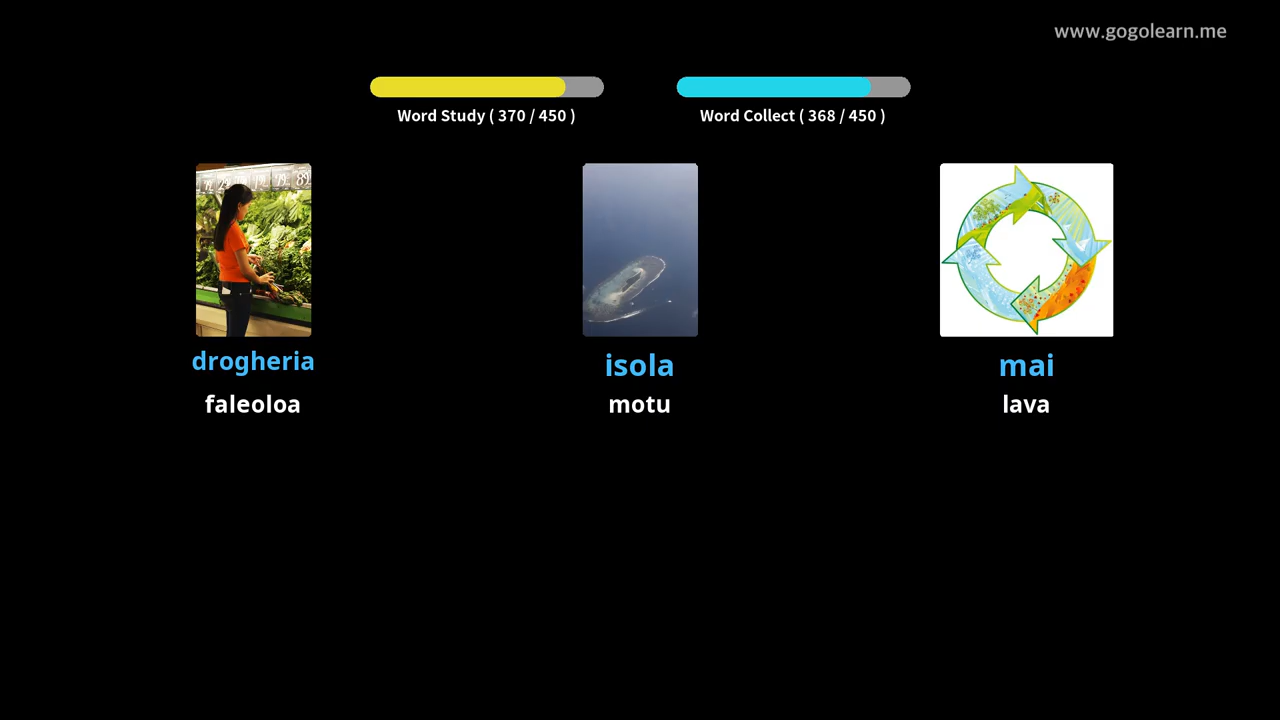 www.gogolearn.me
Word Study ( 370 / 450 )
Word Collect ( 368 / 450 )
drogheria
isola
mai
faleoloa
motu
lava